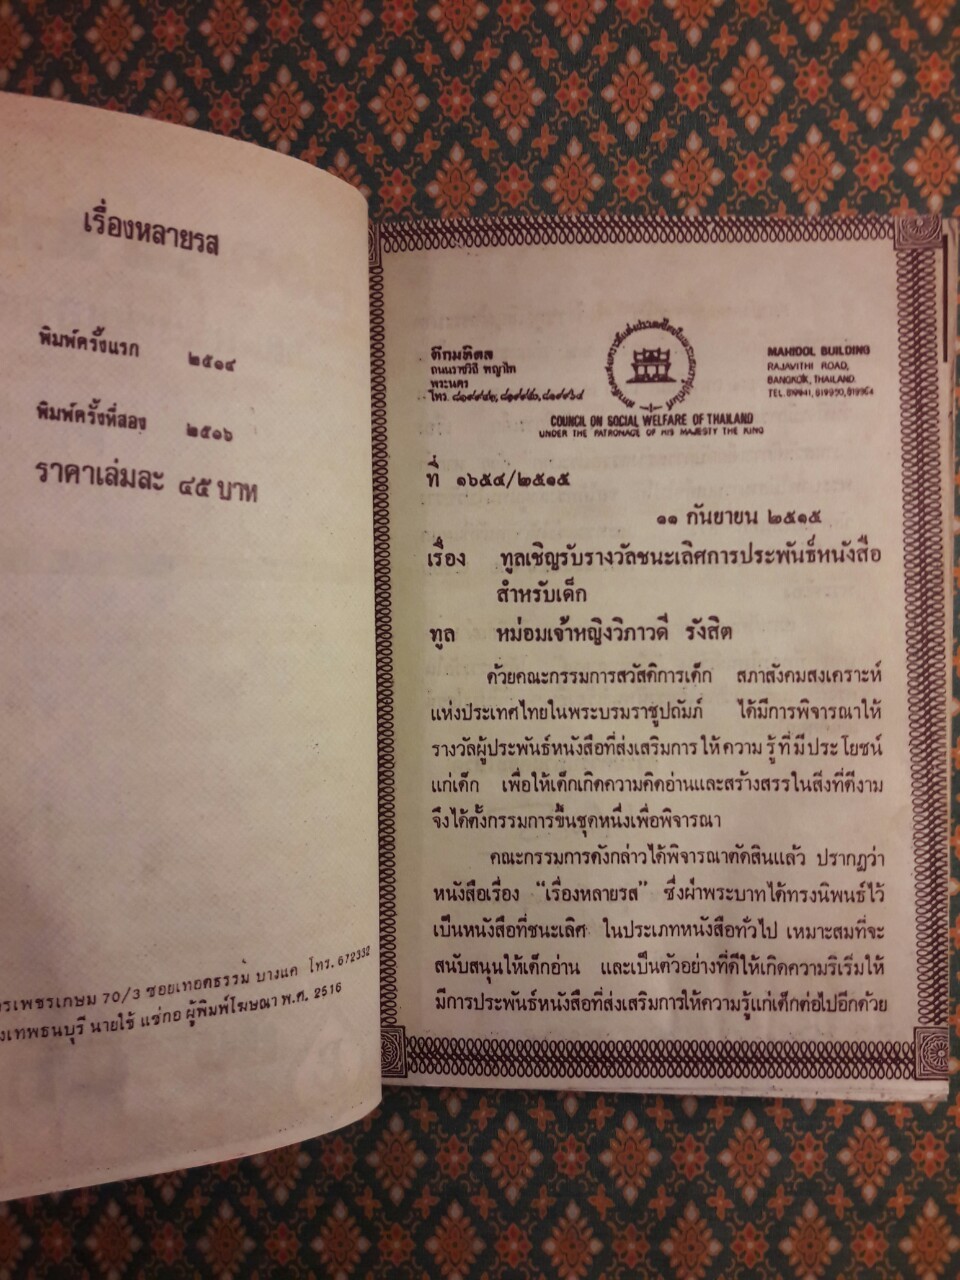 เรื่องหลายรส
พิมพ์ครั้งแรก ๒๕๑๔
พิมพ์ครั้งที่สอง ๒๕๑๖
ราคาเล่มละ ๔๕ บาท
เพชรเกษม 70/3 ซอยเทอดธรรม บางแค โทร. 672332
นายใช้ แซ่กอ ผู้พิมพ์โฆษณา พ.ศ. 2516
ตึกมหิดล
ถนนราชวิถี พญาไท
พระนคร
โทร.
MAHIDOL BUILDING
RAJAVITHI ROAD,
BANGKOK, THAILAND.
TEL.
COUNCIL ON SOCIAL WELFARE OF THAILAND
UNDER THE PATRONAGE OF HIS MAJESTY THE KING
ที่ ๑๖๕๔/๒๕๑๕
๑๑ กันยายน ๒๕๑๕
เรื่อง ทูลเชิญรับรางวัลชนะเลิศการประพันธ์หนังสือ
สำหรับเด็ก
ทูล หม่อมเจ้าหญิงวิภาวดี รังสิต
ด้วยคณะกรรมการสวัสดิการเด็ก สภาสังคมสงเคราะห์
แห่งประเทศไทยในพระบรมราชูปถัมภ์ ได้มีการพิจารณาให้
รางวัลผู้ประพันธ์หนังสือที่ส่งเสริมการให้ความรู้ที่มีประโยชน์
แก่เด็ก เพื่อให้เด็กเกิดความคิดอ่านและสร้างสรรในสิ่งที่ดีงาม
จึงได้ตั้งกรรมการขึ้นชุดหนึ่งเพื่อพิจารณา
คณะกรรมการดังกล่าวได้พิจารณาตัดสินแล้ว ปรากฏว่า
หนังสือเรื่อง "เรื่องหลายรส" ซึ่งฝ่าพระบาทได้ทรงนิพนธ์ไว้
เป็นหนังสือที่ชนะเลิศ ในประเภทหนังสือทั่วไป เหมาะสมที่จะ
สนับสนุนให้เด็กอ่าน และเป็นตัวอย่างที่ดีให้เกิดความริเริ่มให้
มีการประพันธ์หนังสือที่ส่งเสริมการให้ความรู้แก่เด็กต่อไปอีกด้วย